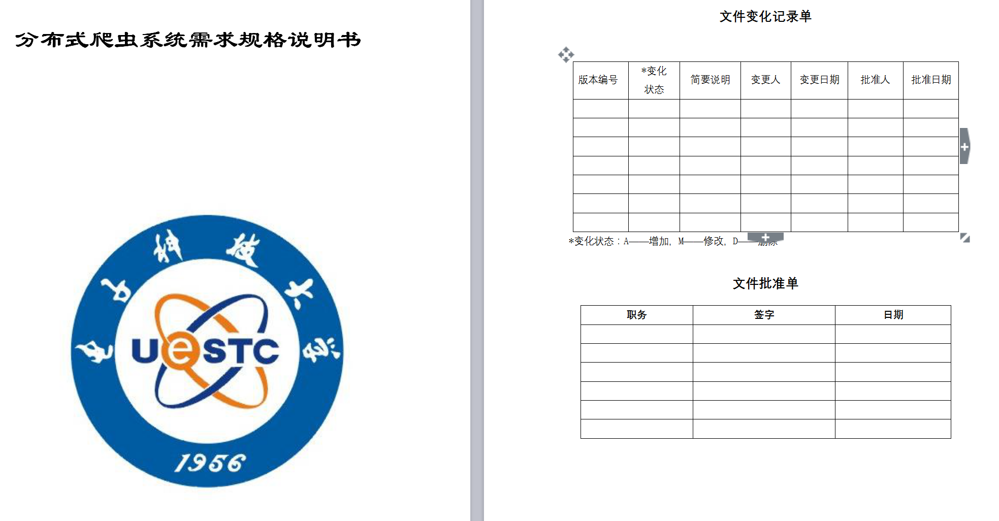 分布式爬虫系统需求规格说明书
电子科技大学
UeSTC
1956
文件变化记录单
版本编号 *变化状态 简要说明 变更人 变更日期 批准人 批准日期
*变化状态：A——增加，M——修改，D——删除
文件批准单
职务 签字 日期